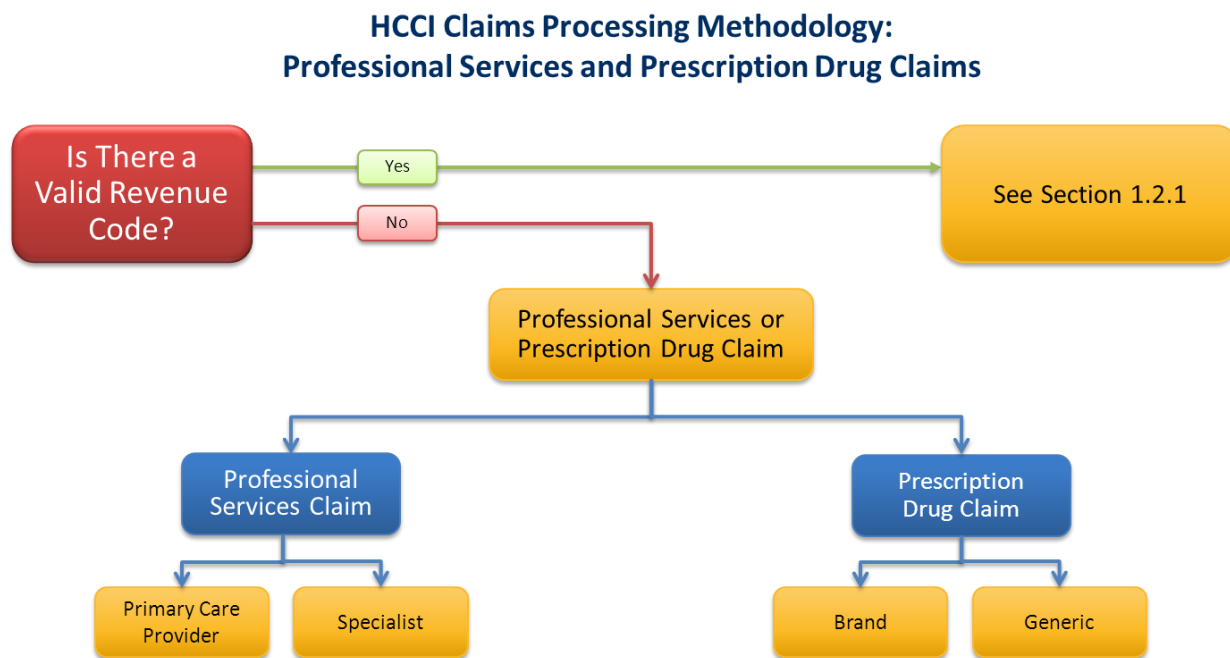 HCCI Claims Processing Methodology:
Professional Services and Prescription Drug Claims
Is There a
Valid Revenue
Code?
Yes
No
See Section 1.2.1
Professional Services or
Prescription Drug Claim
Professional
Services Claim
Prescription
Drug Claim
Primary Care
Provider
Specialist
Brand
Generic